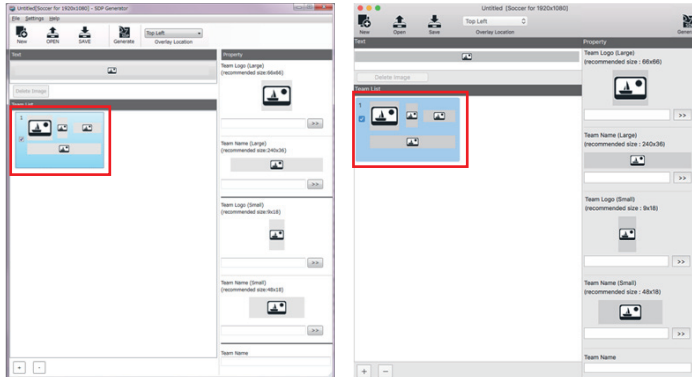 Untitled[Soccer for 1920x1080] - SDP Generator
File Settings Help
New
OPEN
SAVE
Generate
Top Left
Overlay Location
Text
Delete Image
Team List
1
+
-
Property
Team Logo (Large)
(recommended size:66x66)
>>
Team Name (Large)
(recommended size:240x36)
>>
Team Logo (Small)
(recommended size:9x18)
>>
Team Name (Small)
(recommended size:48x18)
>>
Team Name
Untitled [Soccer for 1920x1080]
New
Open
Save
Top Left
Overlay Location
Gener
Text
Delete Image
Team List
1
+
-
Property
Team Logo (Large)
(recommended size : 66x66)
>>
Team Name (Large)
(recommended size : 240x36)
>>
Team Logo (Small)
(recommended size : 9x18)
>>
Team Name (Small)
(recommended size : 48x18)
>>
Team Name